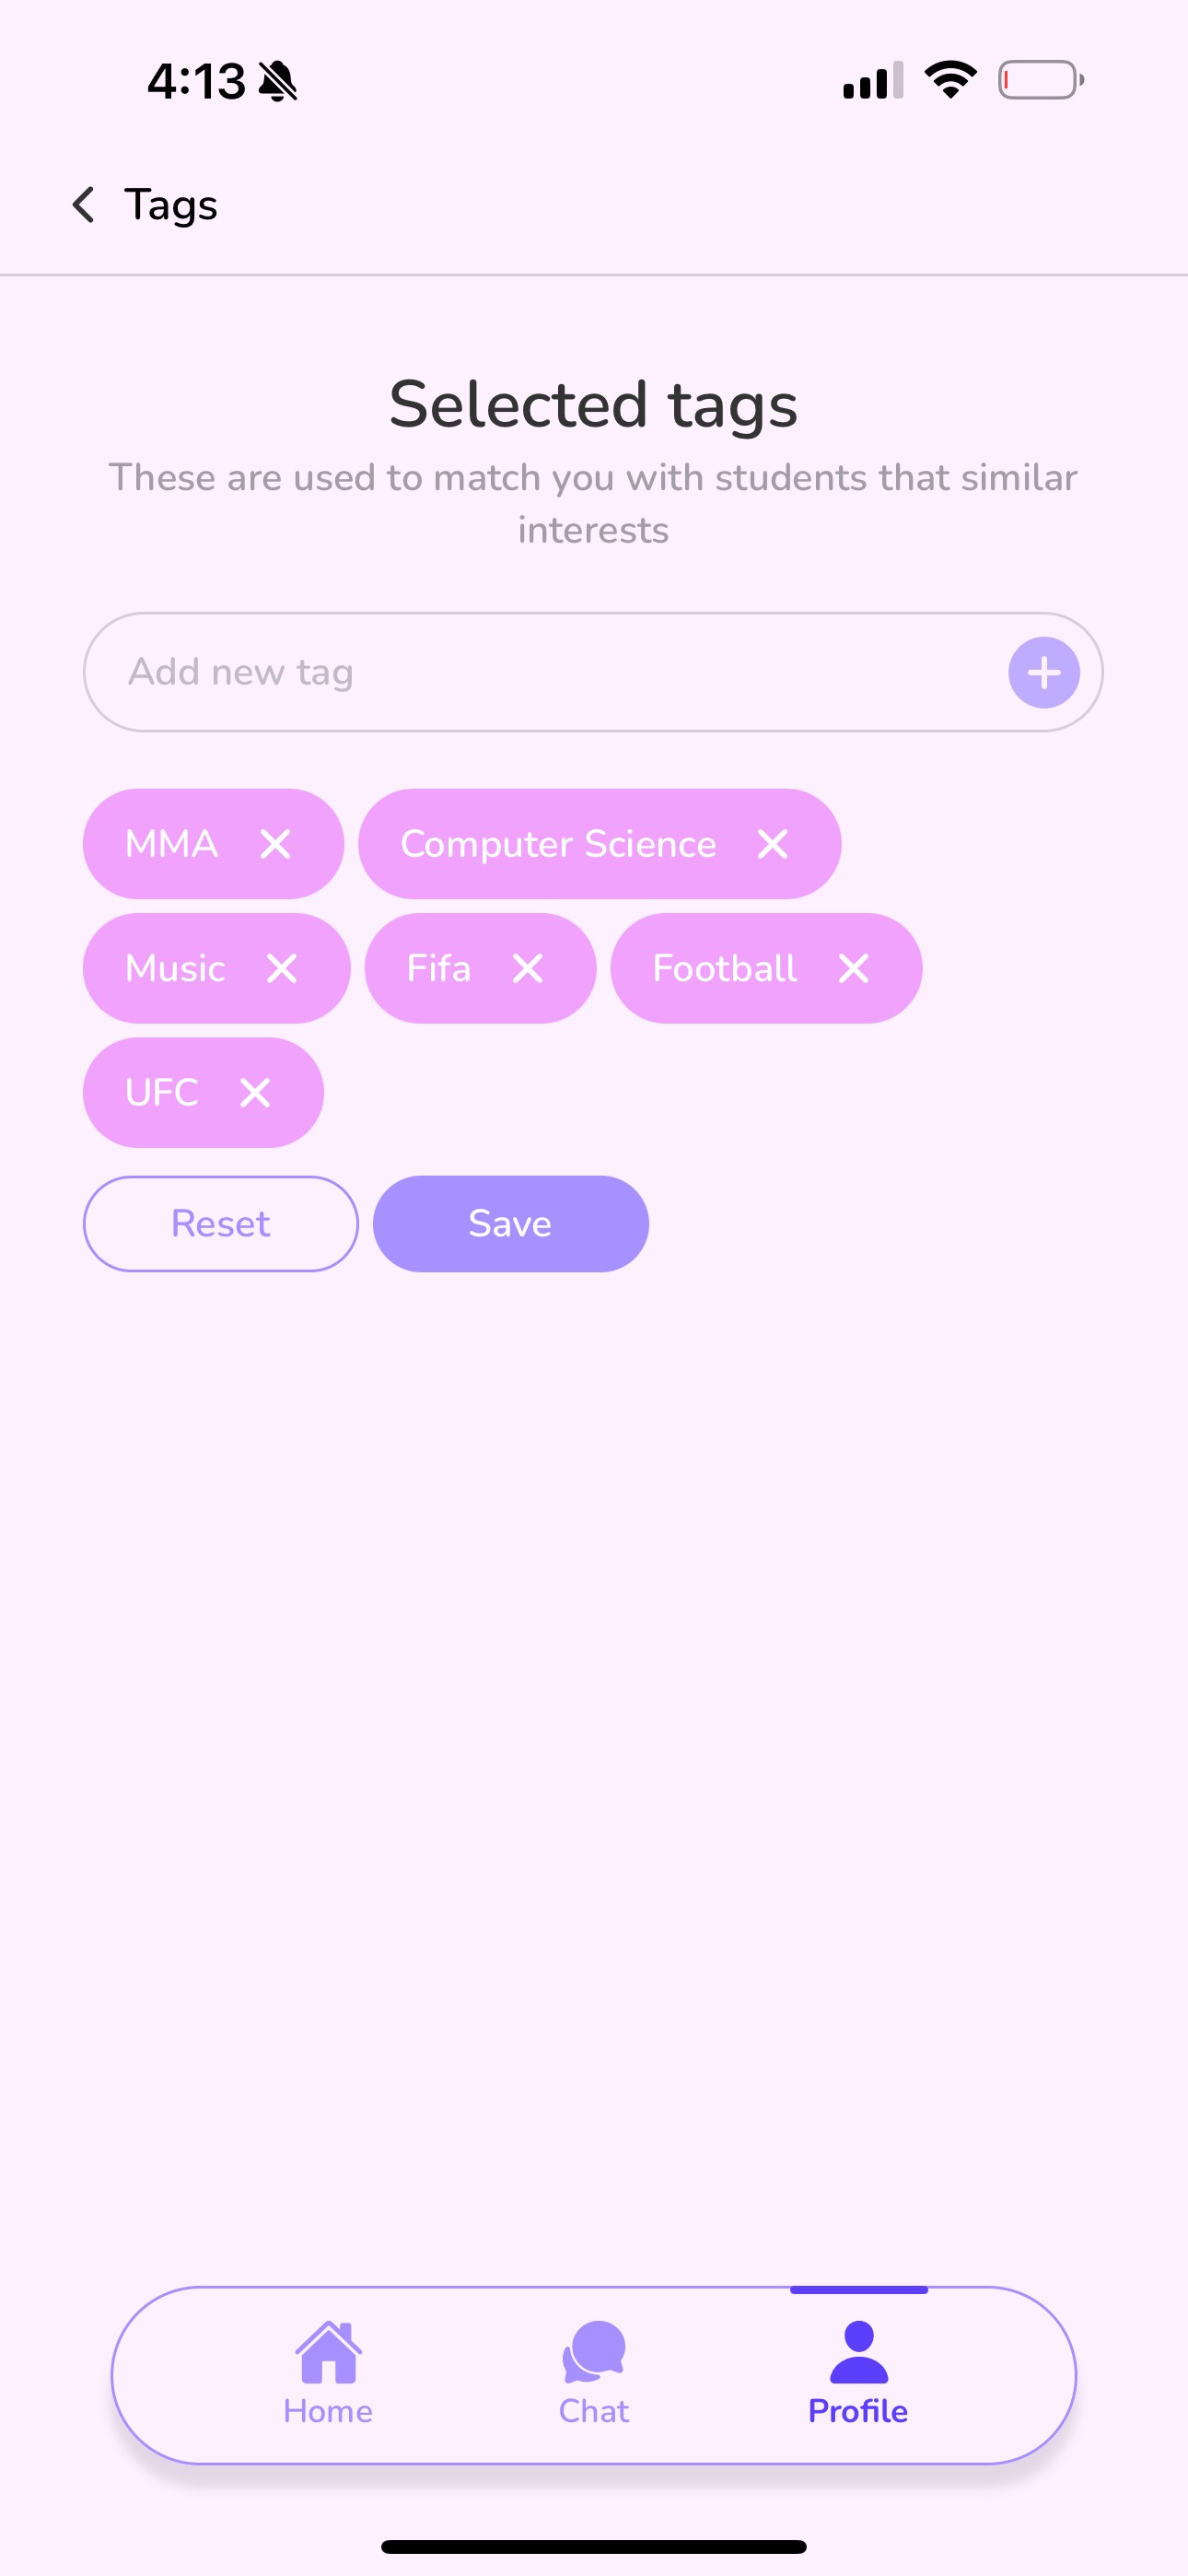 4:13
Tags
Selected tags
These are used to match you with students that similar
interests
Add new tag
MMA Computer Science
Music Fifa Football
UFC
Reset Save
Home Chat Profile